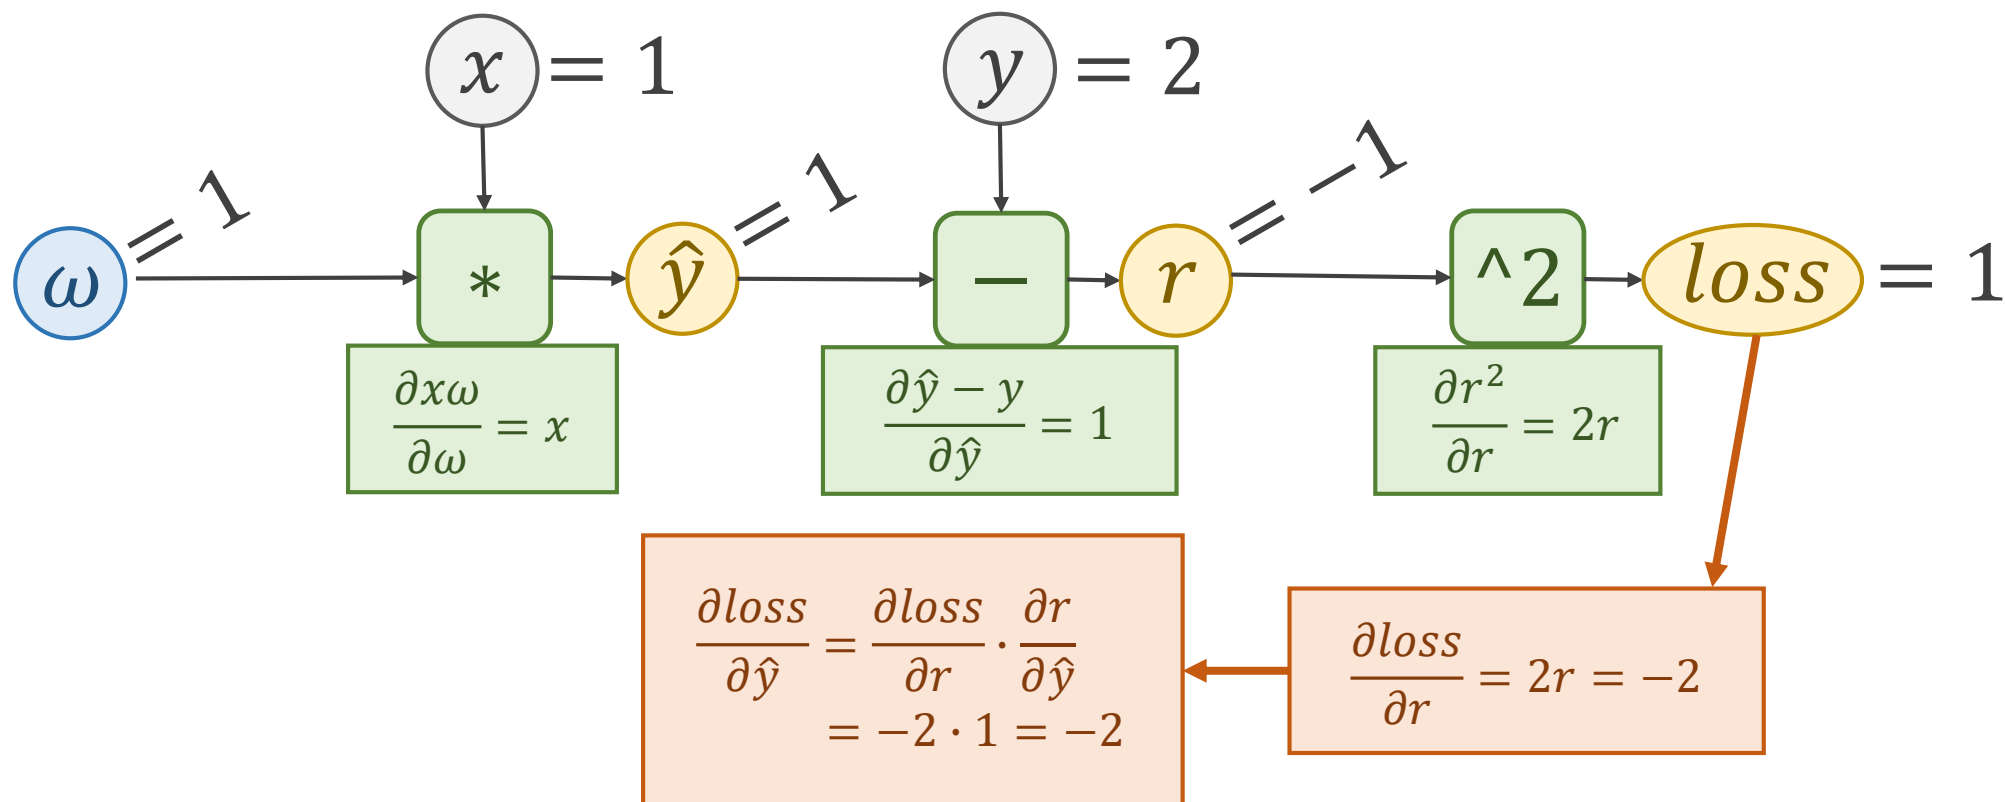 x = 1
y = 2
ω = 1
*
ŷ = 1
−
r = −1
^2
loss = 1
∂xω/∂ω = x
∂ŷ − y/∂ŷ = 1
∂r²/∂r = 2r
∂loss/∂ŷ = ∂loss/∂r · ∂r/∂ŷ
= −2 · 1 = −2
∂loss/∂r = 2r = −2